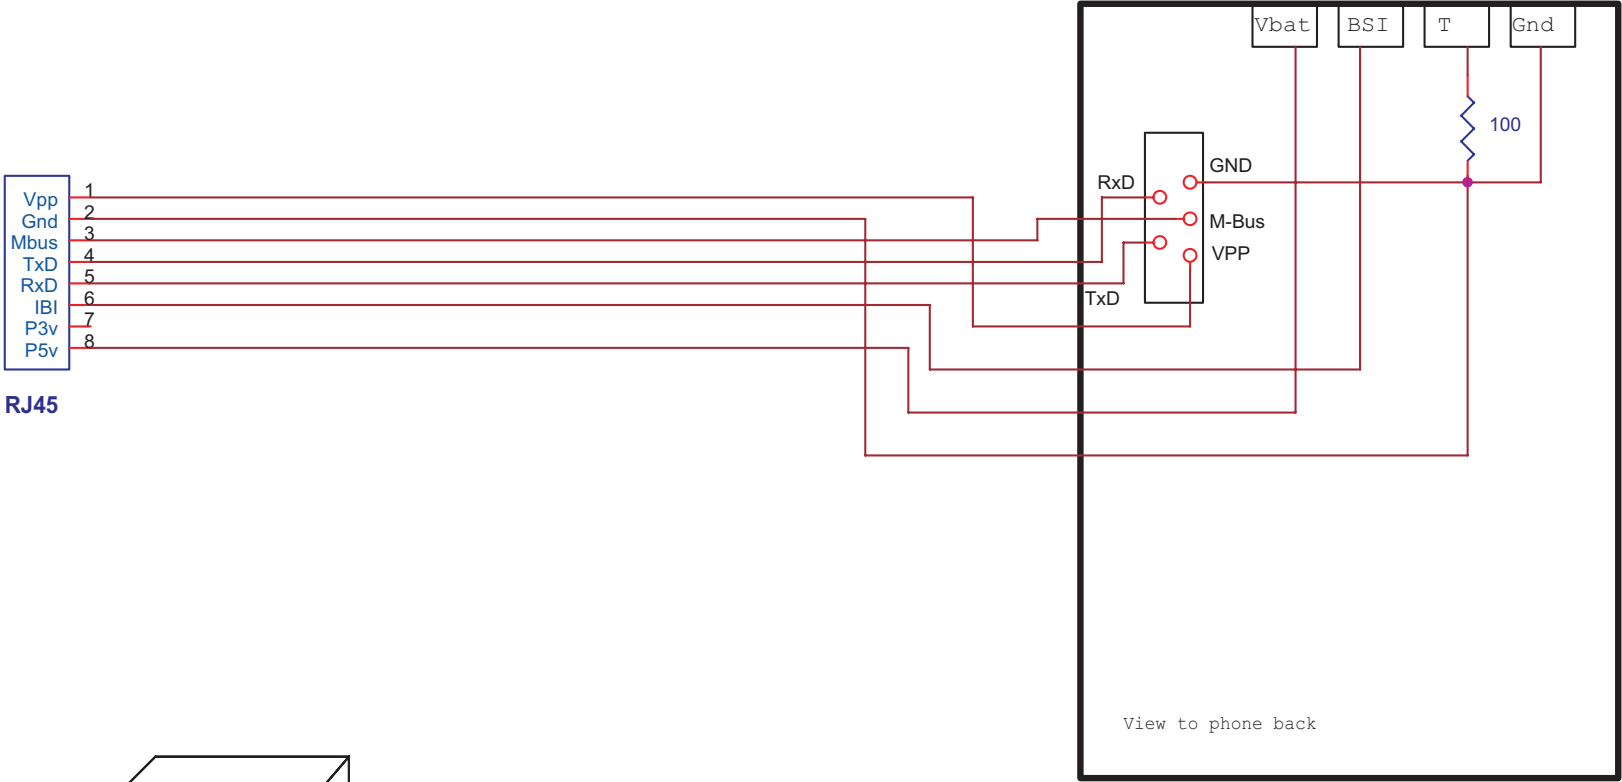 Vbat
BSI
T
Gnd
100
GND
RxD
M-Bus
VPP
TxD
Vpp 1
Gnd 2
Mbus 3
TxD 4
RxD 5
IBI 6
P3v 7
P5v 8
RJ45
View to phone back